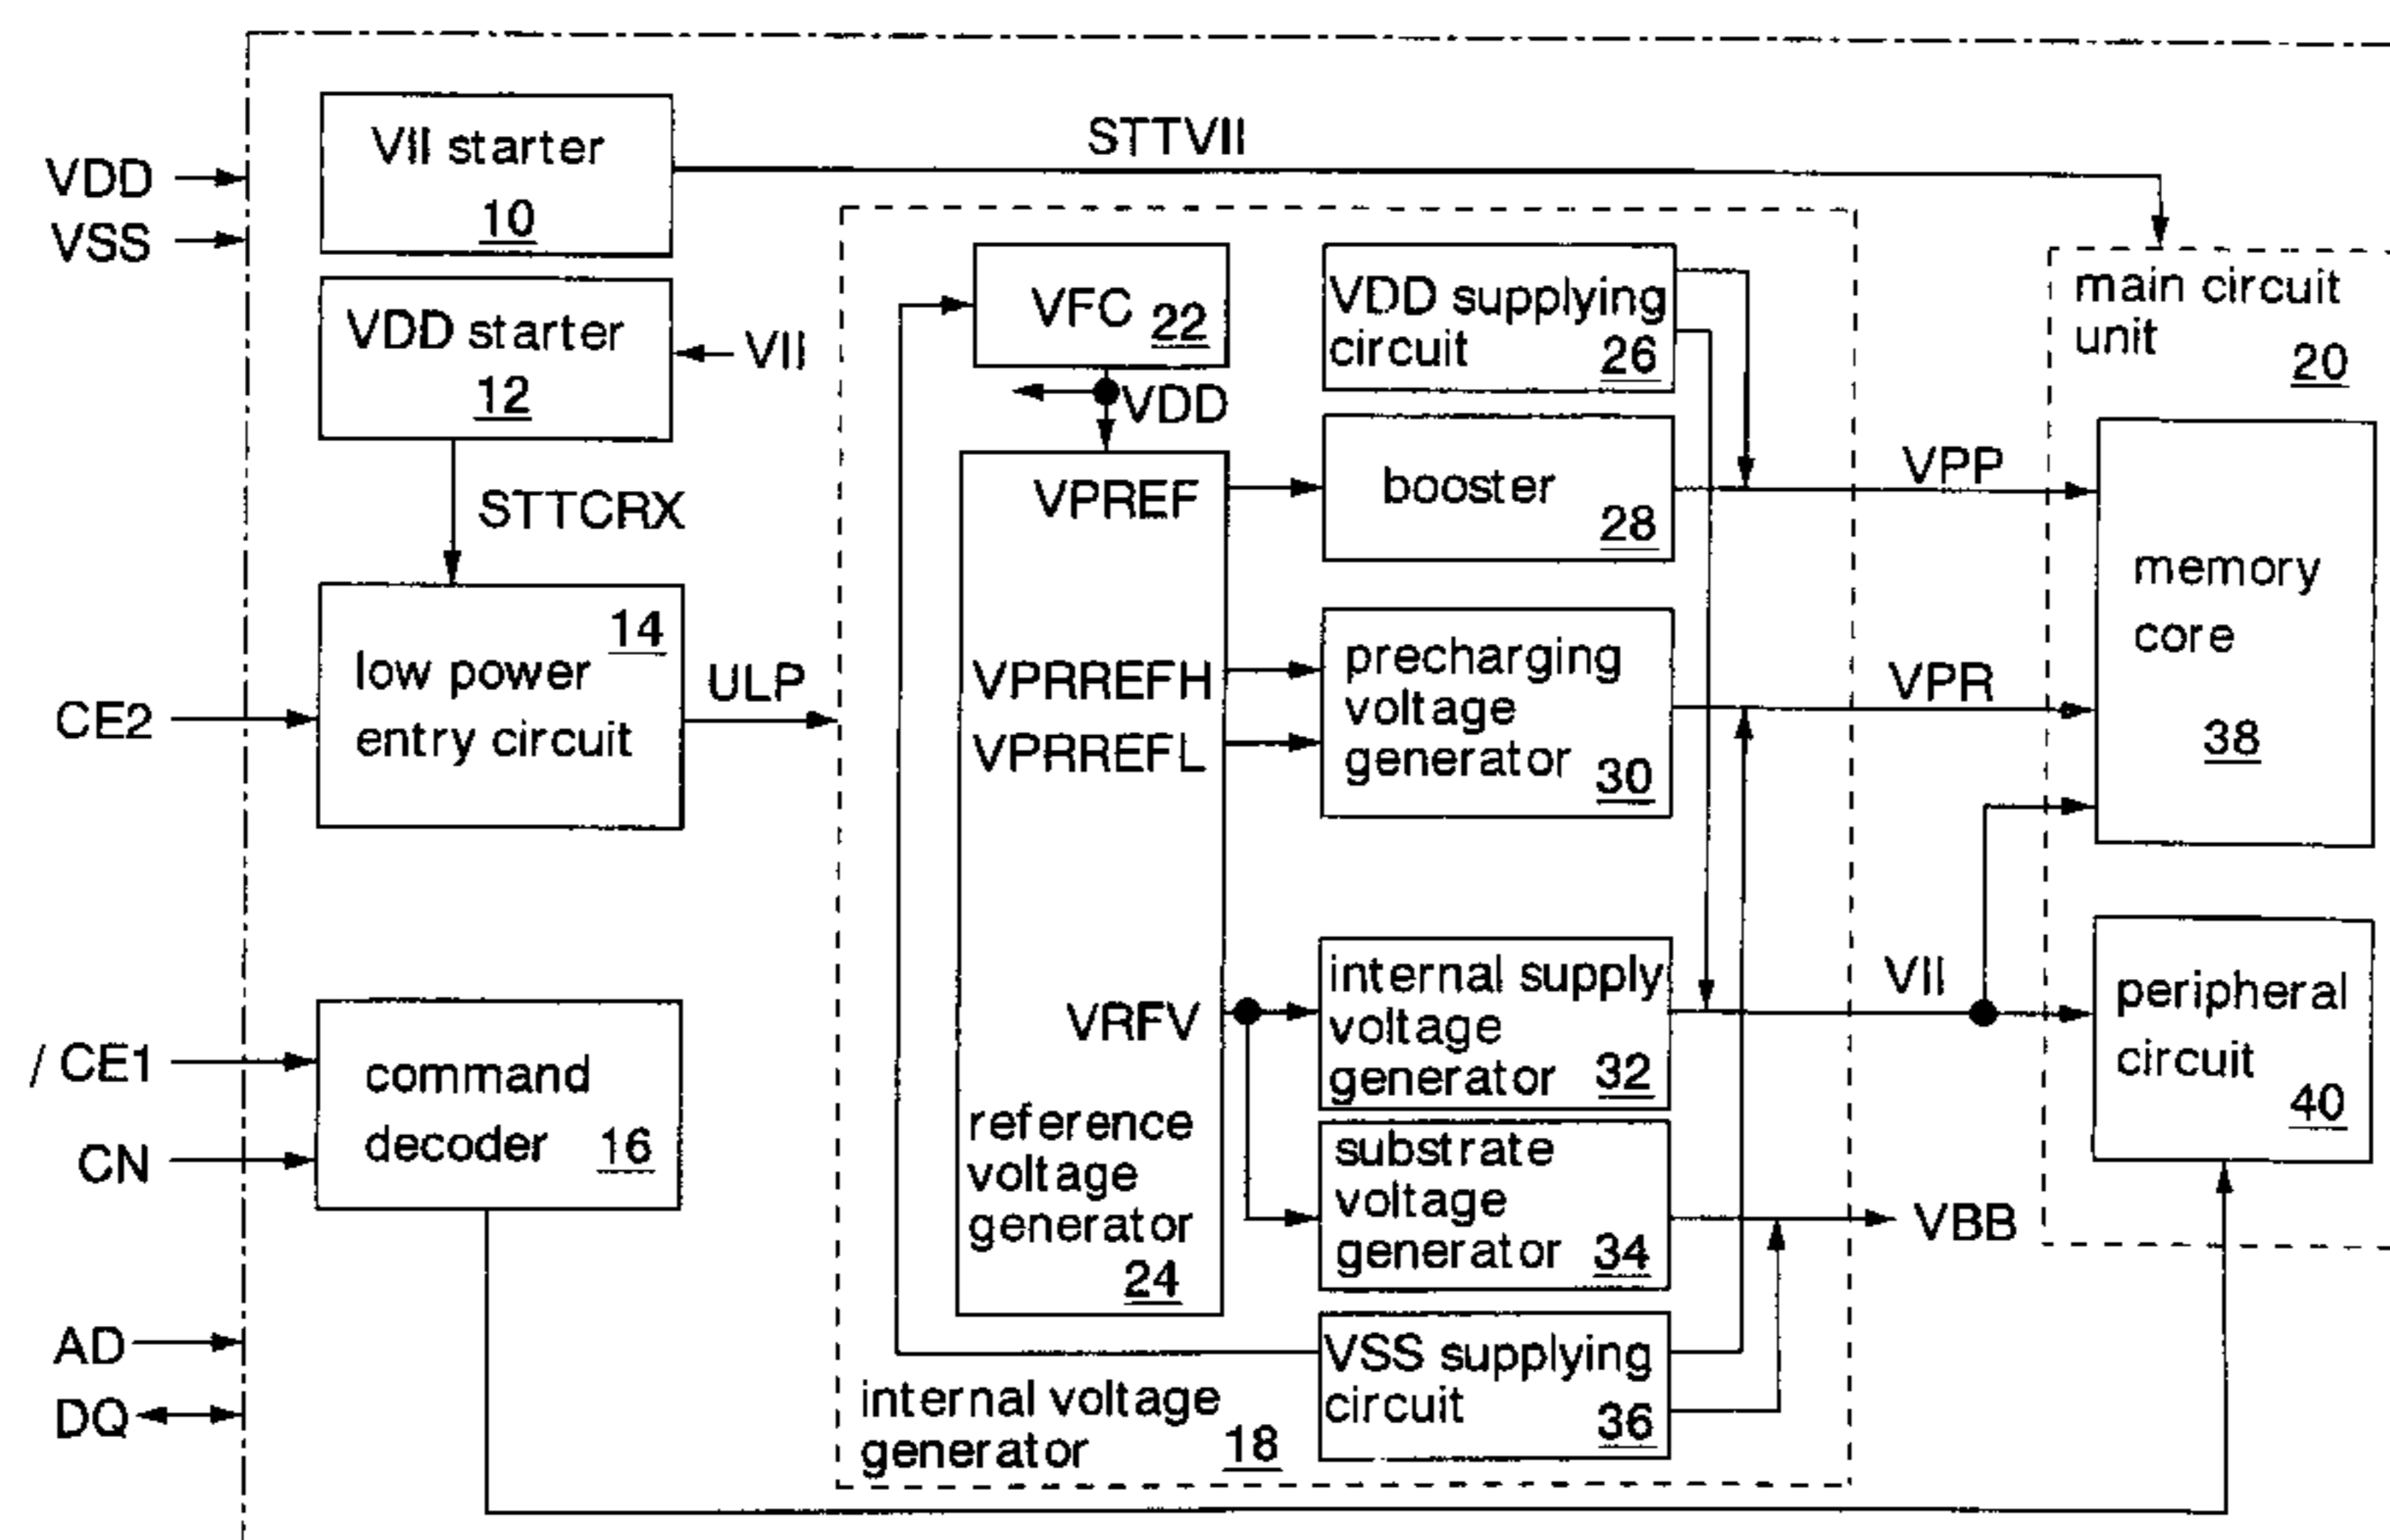 VDD
VSS
VII starter
10
STTVII
VDD starter
12
VII
STTCRX
CE2
14
low power
entry circuit
ULP
/CE1
CN
command
decoder 16
AD
DQ
VFC 22
VDD
VPREF
VPRREFH
VPRREFL
VRFV
reference
voltage
generator
24
VDD supplying
circuit
26
booster
28
precharging
voltage
generator
30
internal supply
voltage
generator 32
substrate
voltage
generator 34
VSS supplying
circuit
36
internal voltage
generator 18
VPP
VPR
VII
VBB
main circuit
unit
20
memory
core
38
peripheral
circuit
40